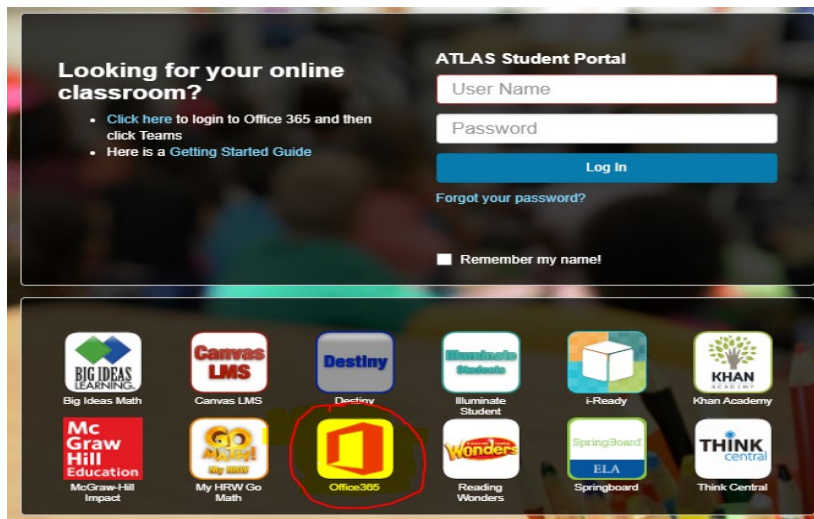 Looking for your online
classroom?
Click here to login to Office 365 and then
click Teams
Here is a Getting Started Guide
ATLAS Student Portal
User Name
Password
Log In
Forgot your password?
Remember my name!
BIG IDEAS
LEARNING
Big Ideas Math
Canvas
LMS
Canvas LMS
Destiny
Destiny
Illuminate
Students
Illuminate
Student
i-Ready
KHAN
ACADEMY
Khan Academy
Mc
Graw
Hill
Education
McGraw-Hill
Impact
GO
MATH!
My HRW
My HRW Go
Math
Office365
Wonders
Reading
Wonders
SpringBoard
ELA
Springboard
THINK
central
Think Central